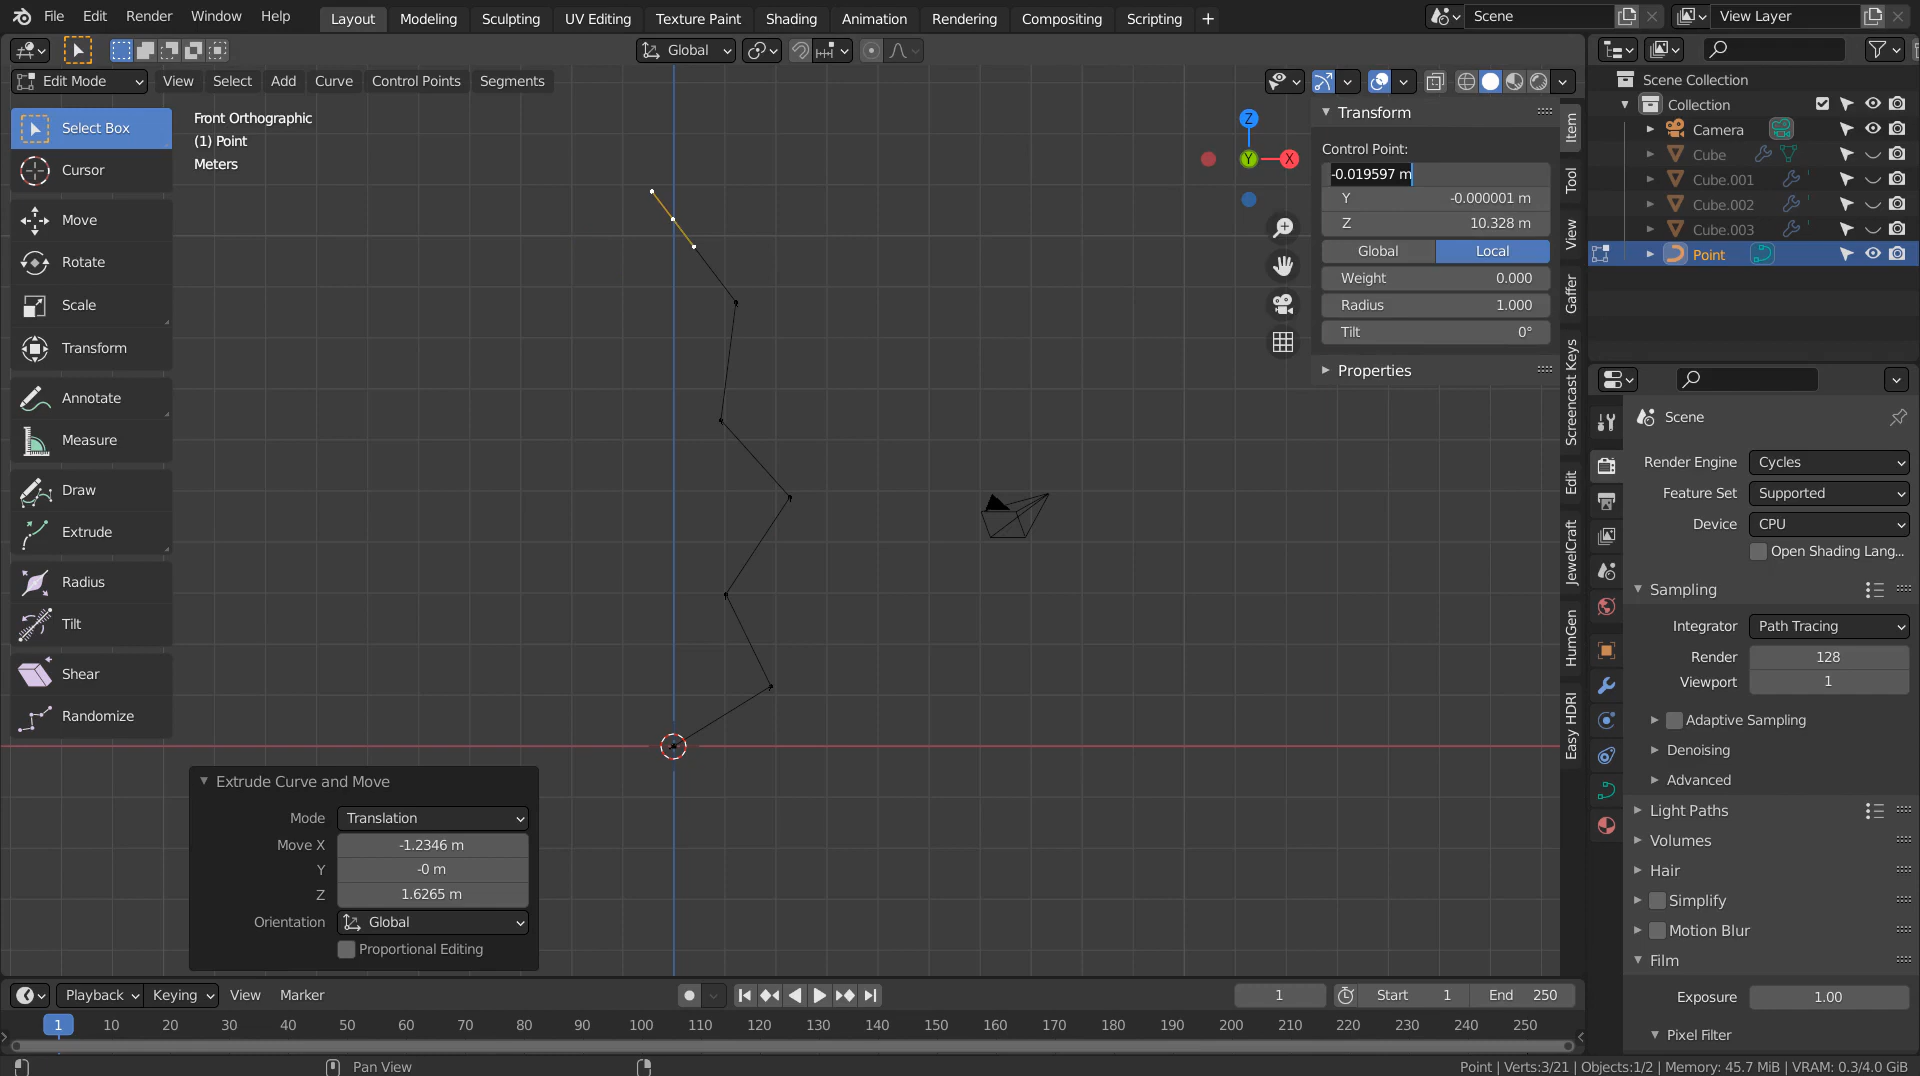 File Edit Render Window Help Layout Modeling Sculpting UV Editing Texture Paint Shading Animation Rendering Compositing Scripting + Scene View Layer
Global
Edit Mode View Select Add Curve Control Points Segments
Select Box
Cursor
Move
Rotate
Scale
Transform
Annotate
Measure
Draw
Extrude
Radius
Tilt
Shear
Randomize
Front Orthographic
(1) Point
Meters
Z
Y
X
Transform
Control Point:
-0.019597 m
Y -0.000001 m
Z 10.328 m
Global Local
Weight 0.000
Radius 1.000
Tilt 0°
Properties
Item
Tool
View
Gaffer
Screencast Keys
Edit
JewelCraft
HumGen
Easy HDRI
Scene Collection
Collection
Camera
Cube
Cube.001
Cube.002
Cube.003
Point
Scene
Render Engine Cycles
Feature Set Supported
Device CPU
Open Shading Lang...
Sampling
Integrator Path Tracing
Render 128
Viewport 1
Adaptive Sampling
Denoising
Advanced
Light Paths
Volumes
Hair
Simplify
Motion Blur
Film
Exposure 1.00
Pixel Filter
Extrude Curve and Move
Mode Translation
Move X -1.2346 m
Y -0 m
Z 1.6265 m
Orientation Global
Proportional Editing
Playback Keying View Marker 1 Start 1 End 250
1 10 20 30 40 50 60 70 80 90 100 110 120 130 140 150 160 170 180 190 200 210 220 230 240 250
Pan View
Point | Verts:3/21 | Objects:1/2 | Memory: 45.7 MiB | VRAM: 0.3/4.0 GiB